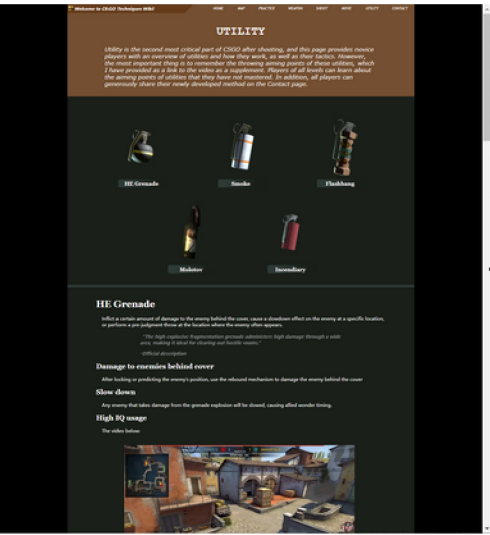 Welcome to CS:GO Techniques Wiki!
HOME MAP PRACTICE WEAPON SHEET MOVIE UTILITY CONTACT
UTILITY
Utility is the second most critical part of CSGO after shooting, and this page provides novice
players with an overview of utilities and how they work, as well as their tactics. However,
the most important thing is to remember the throwing aiming points of these utilities, which
I have provided as a link to the video as a supplement. Players of all levels can learn about
the aiming points of utilities that they have not mastered. In addition, all players can
generously share their newly developed method on the Contact page.
HE Grenade
Smoke
Flashbang
Molotov
Incendiary
HE Grenade
Inflict a certain amount of damage to the enemy behind the cover, cause a slowdown effect on the enemy at a specific location,
or perform a pre-judgment throw at the location where the enemy often appears.
"The high explosive fragmentation grenade administers high damage through a wide
area, making it ideal for clearing out hostile rooms."
-Official description
Damage to enemies behind cover
After locking or predicting the enemy's position, use the rebound mechanism to damage the enemy behind the cover
Slow down
Any enemy that takes damage from the grenade explosion will be slowed, causing allied wonder timing.
High IQ usage
The video below: